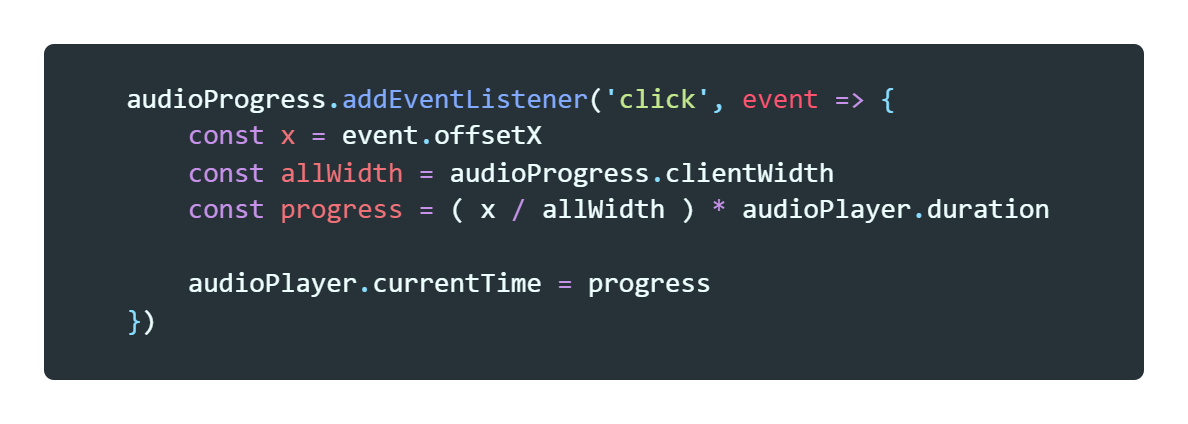 audioProgress.addEventListener('click', event => {
    const x = event.offsetX
    const allWidth = audioProgress.clientWidth
    const progress = ( x / allWidth ) * audioPlayer.duration

    audioPlayer.currentTime = progress
})